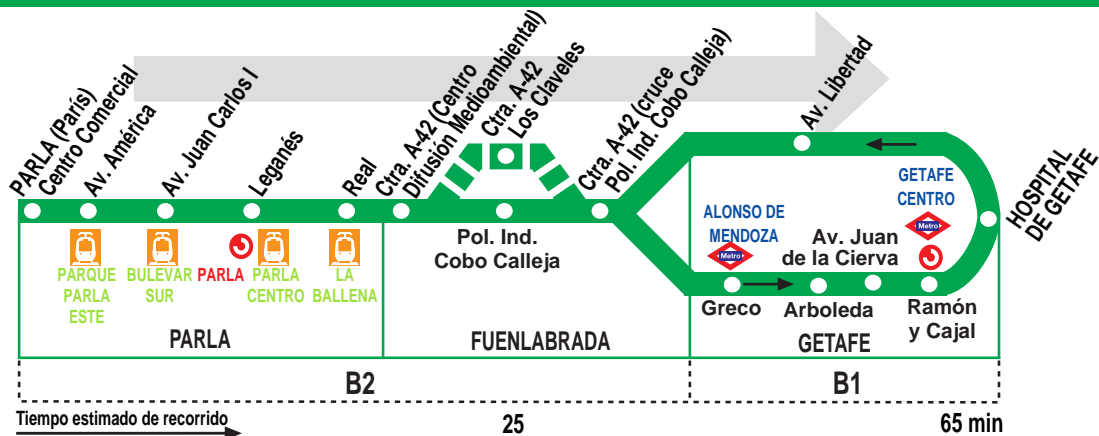 PARLA (París)
Centro Comercial
Av. América
Av. Juan Carlos I
Leganés
Real
Ctra. A-42 (Centro
Difusión Medioambiental)
Ctra. A-42
Los Claveles
Ctra. A-42 (cruce
Pol. Ind. Cobo Calleja)
Av. Libertad
HOSPITAL
DE GETAFE
GETAFE
CENTRO
Metro
ALONSO DE
MENDOZA
Metro
Pol. Ind.
Cobo Calleja
Av. Juan
de la Cierva
Greco
Arboleda
Ramón
y Cajal
PARQUE
PARLA
ESTE
BULEVAR
SUR
PARLA
PARLA
CENTRO
LA
BALLENA
PARLA
FUENLABRADA
GETAFE
B2
B1
Tiempo estimado de recorrido
25
65 min